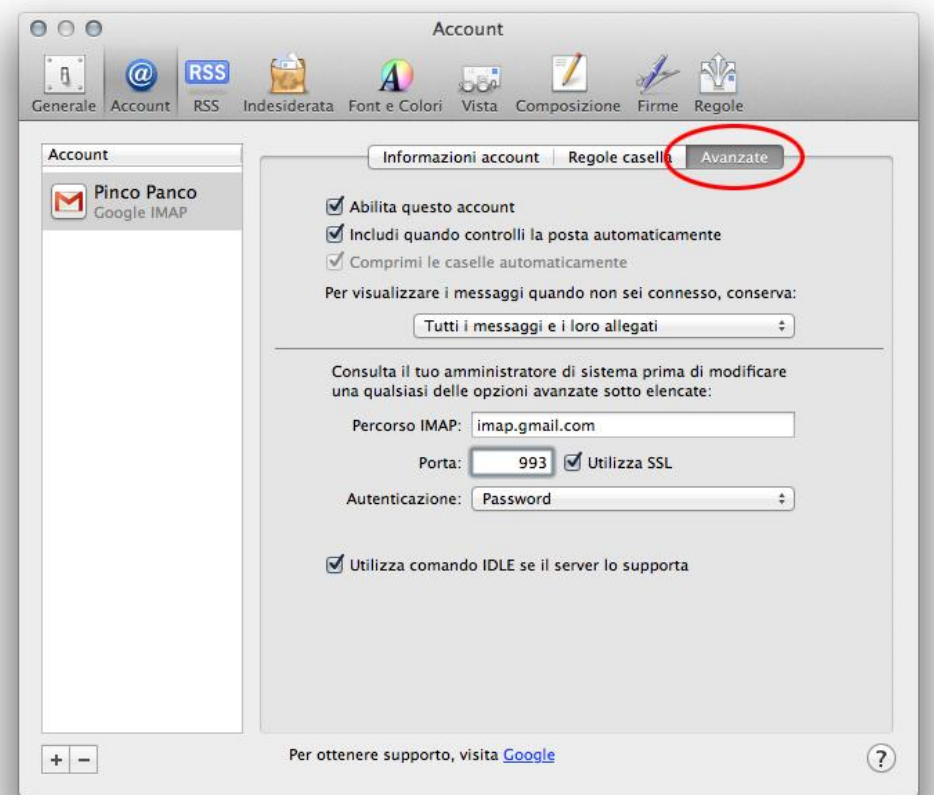 Account
RSS
Generale Account RSS Indesiderata Font e Colori Vista Composizione Firme Regole
Account
Pinco Panco
Google IMAP
Informazioni account Regole casella Avanzate
Abilita questo account
Includi quando controlli la posta automaticamente
Comprimi le caselle automaticamente
Per visualizzare i messaggi quando non sei connesso, conserva:
Tutti i messaggi e i loro allegati
Consulta il tuo amministratore di sistema prima di modificare
una qualsiasi delle opzioni avanzate sotto elencate:
Percorso IMAP: imap.gmail.com
Porta: 993 Utilizza SSL
Autenticazione: Password
Utilizza comando IDLE se il server lo supporta
+ − Per ottenere supporto, visita Google ?